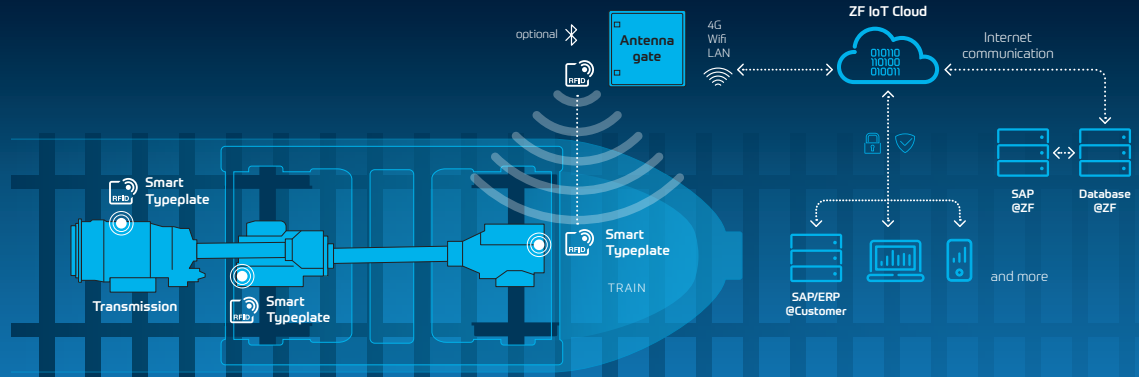 optional
Antenna
gate
RFID
4G
Wifi
LAN
ZF IoT Cloud
010110
110100
010011
Internet
communication
SAP
@ZF
Database
@ZF
RFID
Smart
Typeplate
Transmission
RFID
Smart
Typeplate
RFID
Smart
Typeplate
TRAIN
SAP/ERP
@Customer
and more